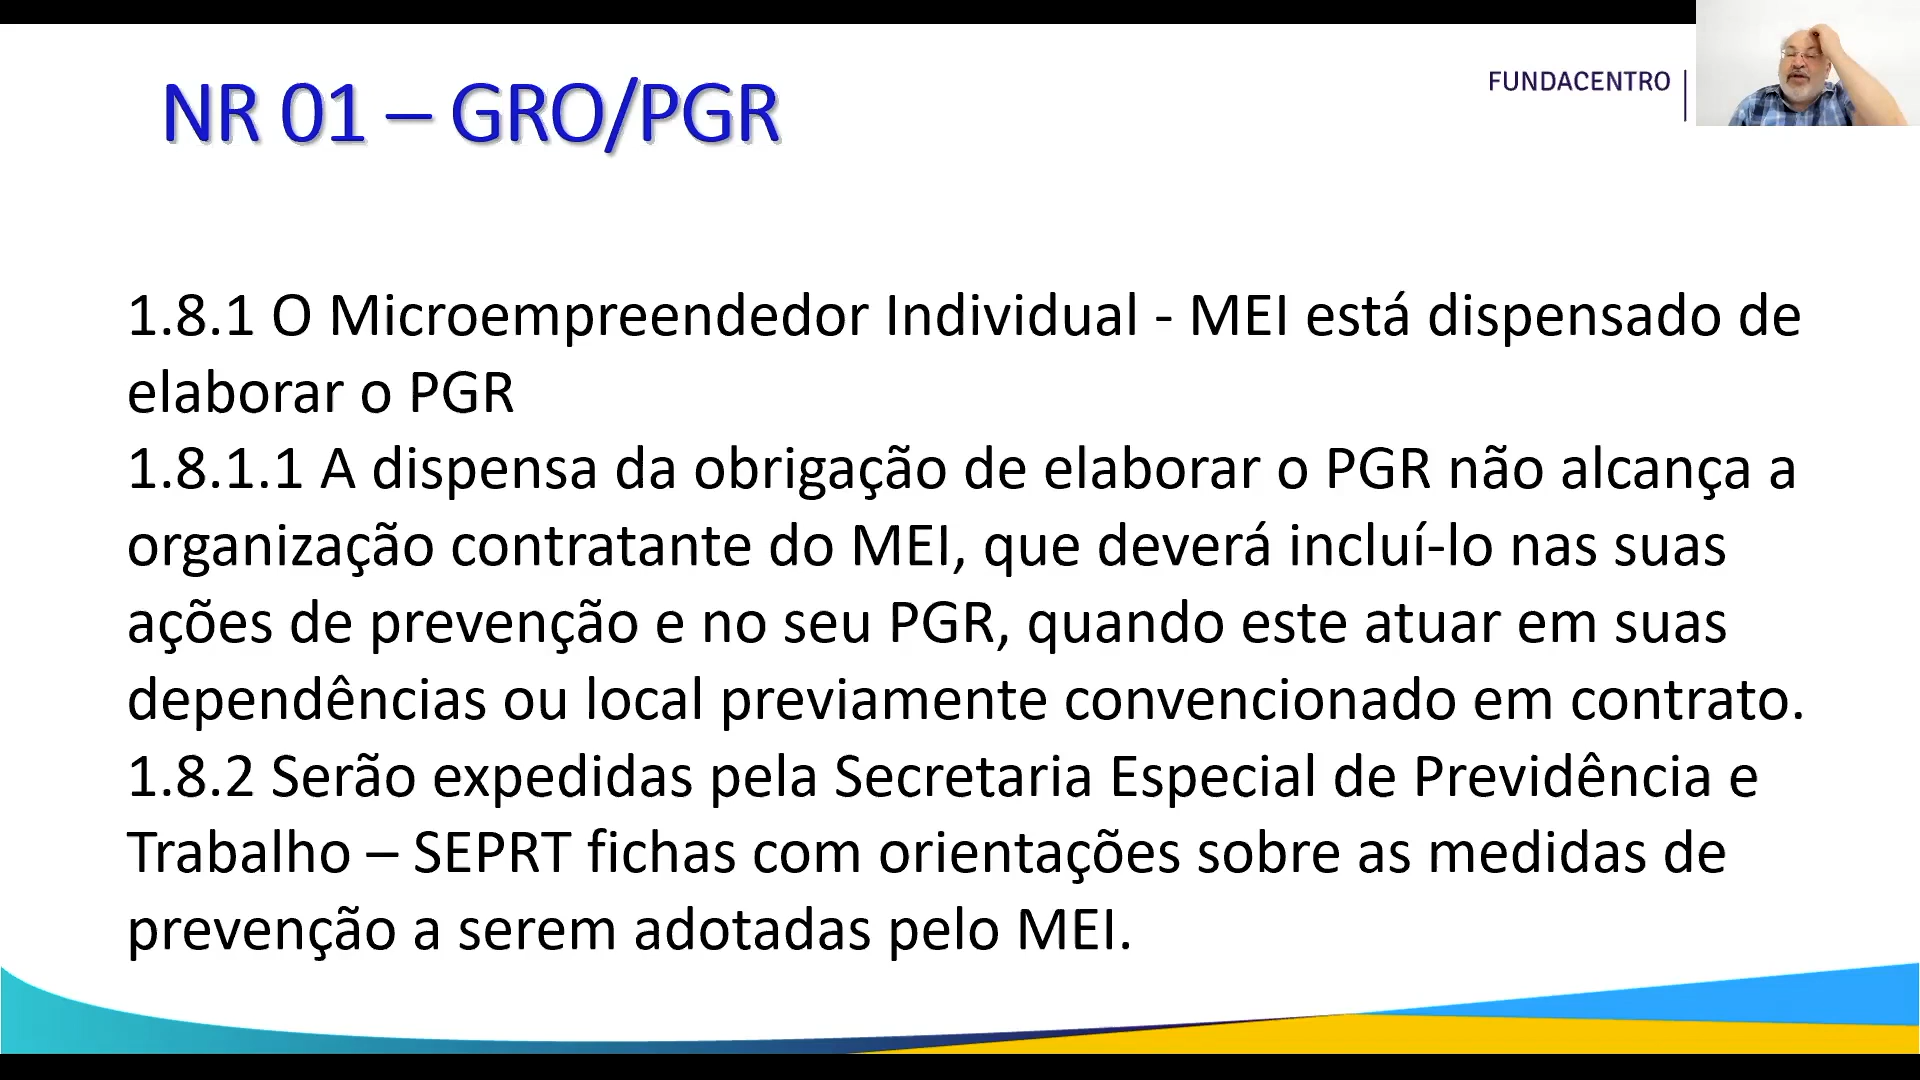 NR 01 – GRO/PGR
FUNDACENTRO
1.8.1 O Microempreendedor Individual - MEI está dispensado de
elaborar o PGR
1.8.1.1 A dispensa da obrigação de elaborar o PGR não alcança a
organização contratante do MEI, que deverá incluí-lo nas suas
ações de prevenção e no seu PGR, quando este atuar em suas
dependências ou local previamente convencionado em contrato.
1.8.2 Serão expedidas pela Secretaria Especial de Previdência e
Trabalho – SEPRT fichas com orientações sobre as medidas de
prevenção a serem adotadas pelo MEI.